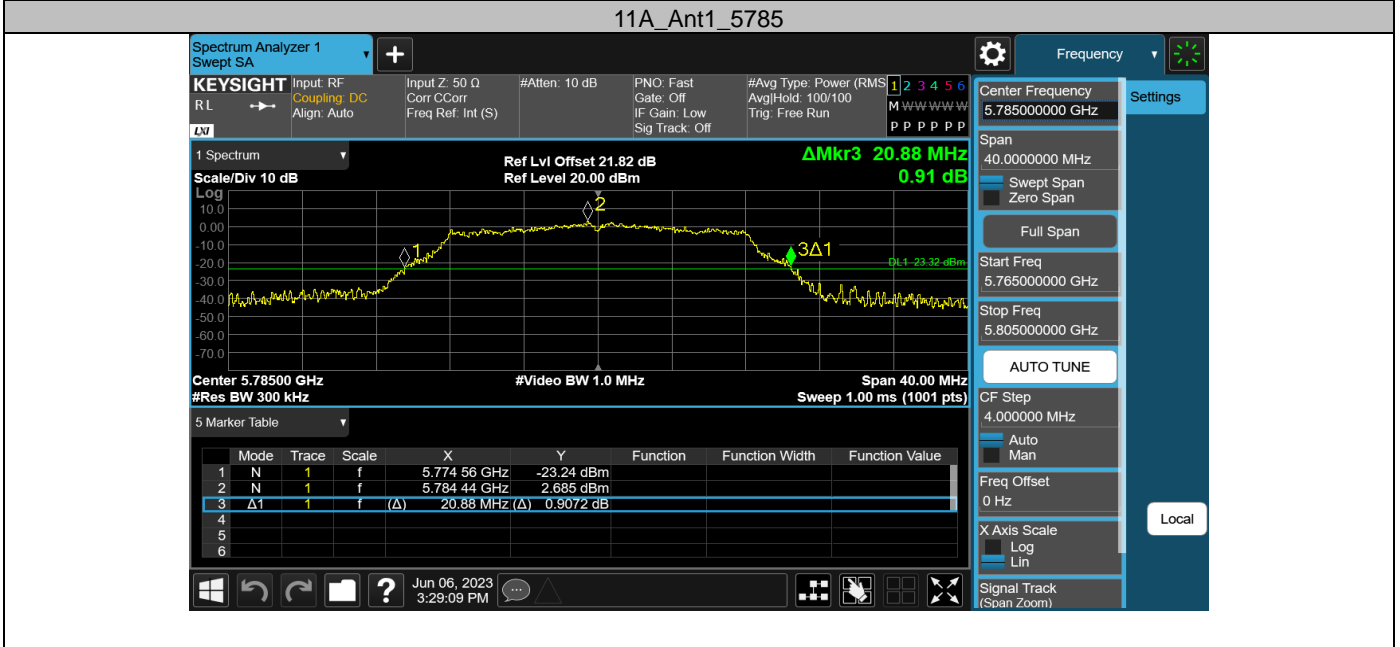 11A_Ant1_5785
Spectrum Analyzer 1
Swept SA
Frequency
KEYSIGHT
RL
LXI
Input: RF
Coupling: DC
Align: Auto
Input Z: 50 Ω
Corr CCorr
Freq Ref: Int (S)
#Atten: 10 dB
PNO: Fast
Gate: Off
IF Gain: Low
Sig Track: Off
#Avg Type: Power (RMS
Avg|Hold: 100/100
Trig: Free Run
1 2 3 4 5 6
M W W W W W
P P P P P P
1 Spectrum
Scale/Div 10 dB
Ref Lvl Offset 21.82 dB
Ref Level 20.00 dBm
ΔMkr3 20.88 MHz
0.91 dB
Log
10.0
0.00
-10.0
-20.0
-30.0
-40.0
-50.0
-60.0
-70.0
1
2
3Δ1
DL1 -23.32 dBm
Center 5.78500 GHz
#Res BW 300 kHz
#Video BW 1.0 MHz
Span 40.00 MHz
Sweep 1.00 ms (1001 pts)
5 Marker Table
Mode Trace Scale X Y Function Function Width Function Value
1 N 1 f 5.774 56 GHz -23.24 dBm
2 N 1 f 5.784 44 GHz 2.685 dBm
3 Δ1 1 f (Δ) 20.88 MHz (Δ) 0.9072 dB
4
5
6
Jun 06, 2023
3:29:09 PM
Center Frequency
5.785000000 GHz
Span
40.0000000 MHz
Swept Span
Zero Span
Full Span
Start Freq
5.765000000 GHz
Stop Freq
5.805000000 GHz
AUTO TUNE
CF Step
4.000000 MHz
Auto
Man
Freq Offset
0 Hz
X Axis Scale
Log
Lin
Signal Track
(Span Zoom)
Settings
Local